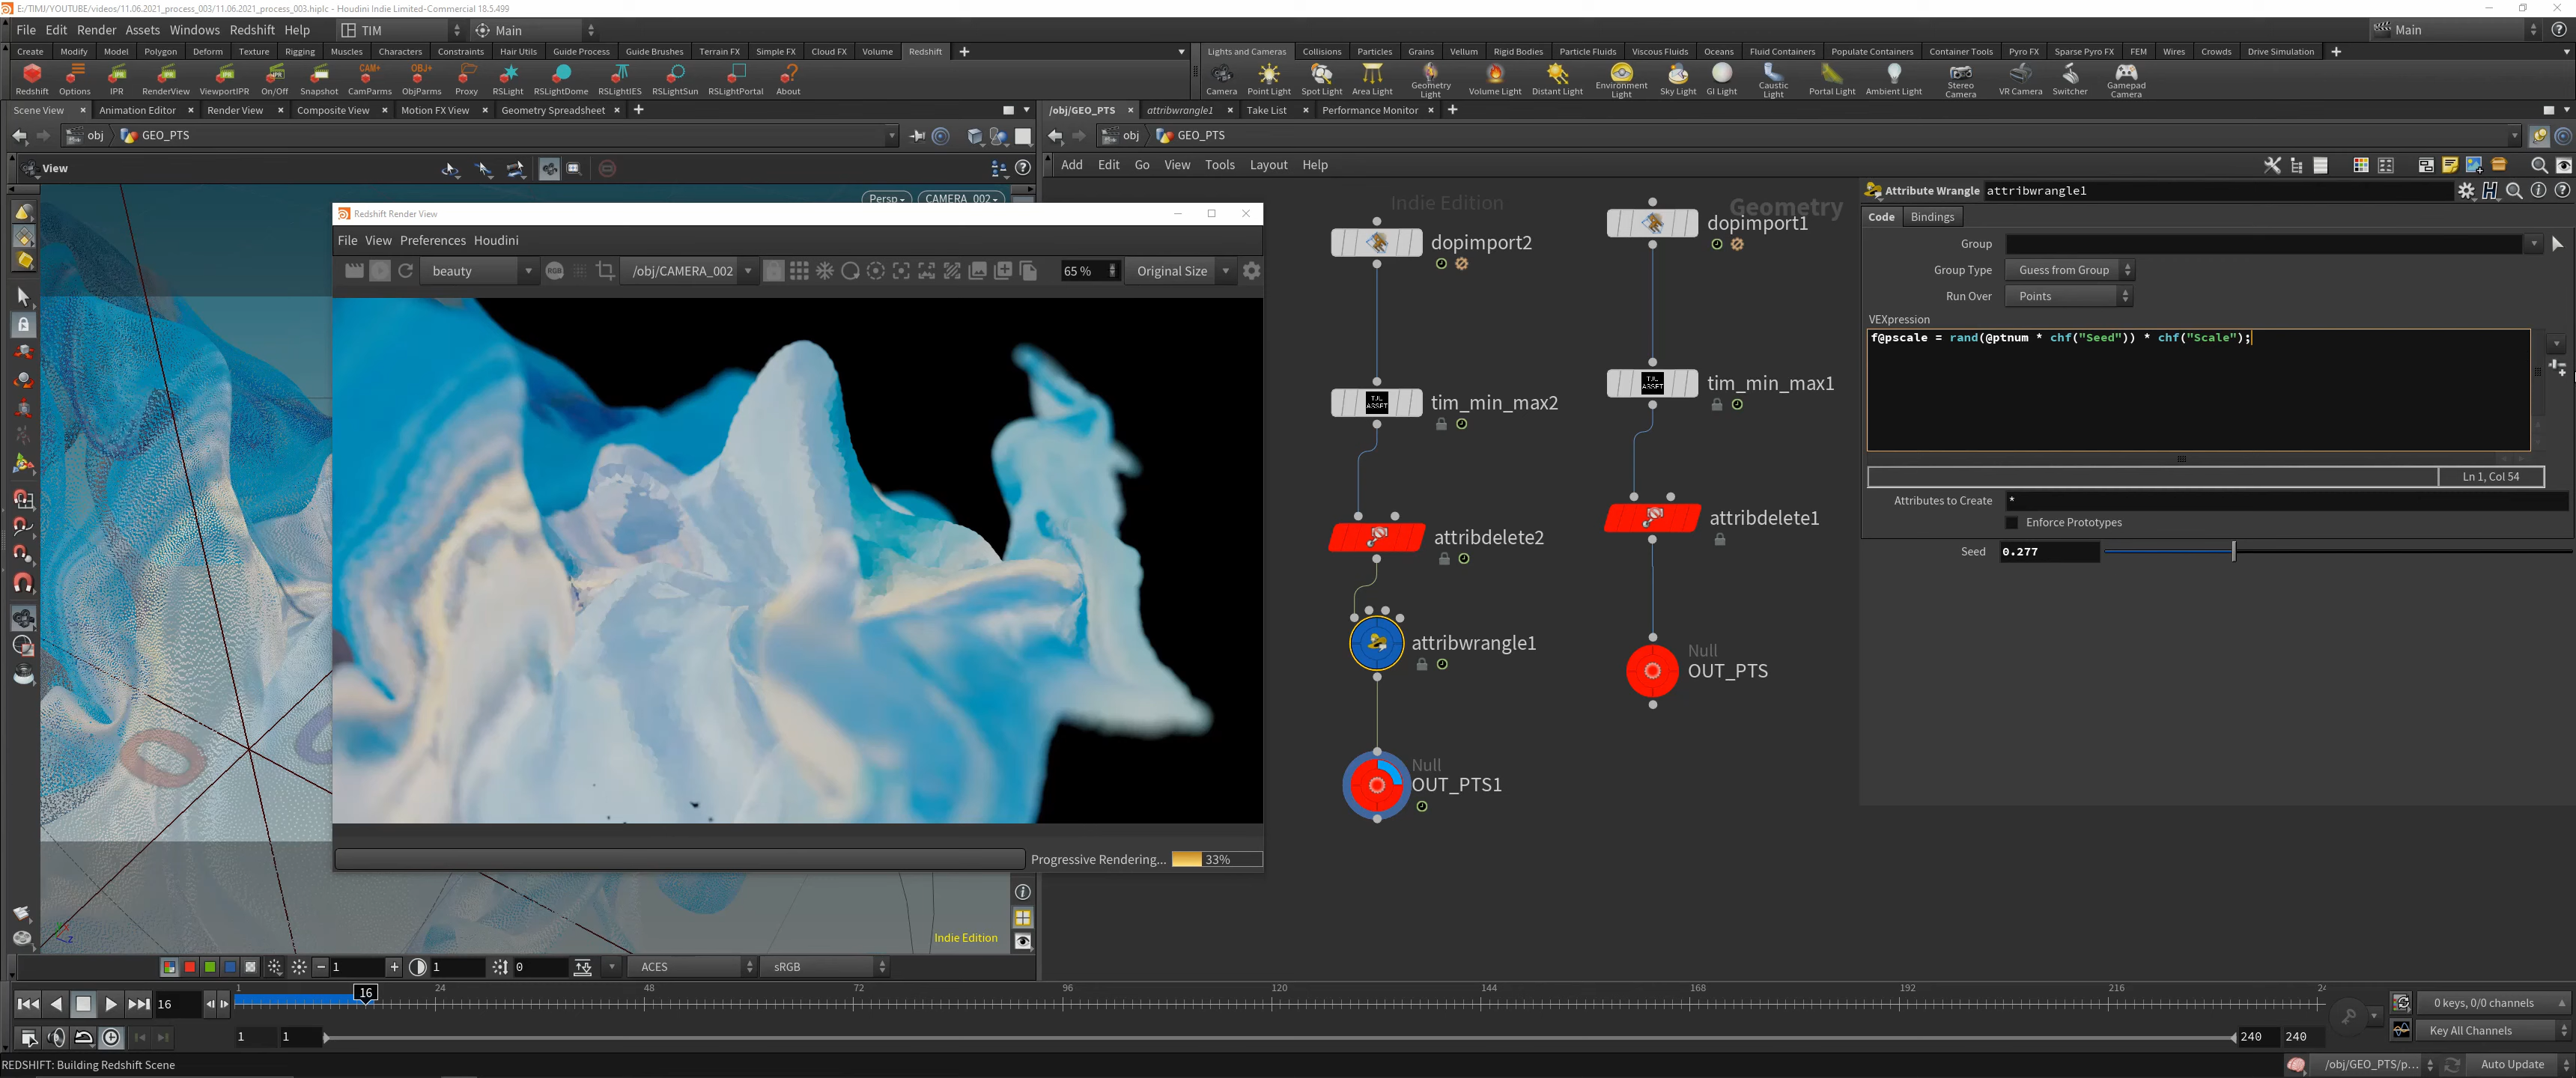 E:/TIMJ/YOUTUBE/videos/11.06.2021_process_003/11.06.2021_process_003.hiplc - Houdini Indie Limited-Commercial 18.5.499
File Edit Render Assets Windows Redshift Help TIM Main Main
Create Modify Model Polygon Deform Texture Rigging Muscles Characters Constraints Hair Utils Guide Process Guide Brushes Terrain FX Simple FX Cloud FX Volume Redshift
Lights and Cameras Collisions Particles Grains Vellum Rigid Bodies Particle Fluids Viscous Fluids Oceans Fluid Containers Populate Containers Container Tools Pyro FX Sparse Pyro FX FEM Wires Crowds Drive Simulation
Redshift Options IPR RenderView ViewportIPR On/Off Snapshot CamParms ObjParms Proxy RSLight RSLightDome RSLightIES RSLightSun RSLightPortal About
Camera Point Light Spot Light Area Light Geometry Light Volume Light Distant Light Environment Light Sky Light GI Light Caustic Light Portal Light Ambient Light Stereo Camera VR Camera Switcher Gamepad Camera
Scene View Animation Editor Render View Composite View Motion FX View Geometry Spreadsheet
/obj/GEO_PTS attribwrangle1 Take List Performance Monitor
obj GEO_PTS
obj GEO_PTS
View
Add Edit Go View Tools Layout Help
Persp CAMERA_002
Redshift Render View
File View Preferences Houdini
beauty /obj/CAMERA_002 65 % Original Size
Progressive Rendering... 33%
Indie Edition
Indie Edition
Geometry
dopimport2
dopimport1
tim_min_max2
tim_min_max1
TJL ASSET
TJL ASSET
attribdelete2
attribdelete1
attribwrangle1
Null
OUT_PTS
Null
OUT_PTS1
Attribute Wrangle attribwrangle1
Code Bindings
Group
Group Type Guess from Group
Run Over Points
VEXpression
f@pscale = rand(@ptnum * chf("Seed")) * chf("Scale");
Ln 1, Col 54
Attributes to Create *
Enforce Prototypes
Seed 0.277
1 1 0 ACES sRGB
16 1 16 24 48 72 96 120 144 168 192 216 24
0 keys, 0/0 channels
1 1 240 240 Key All Channels
REDSHIFT: Building Redshift Scene
/obj/GEO_PTS/p... Auto Update